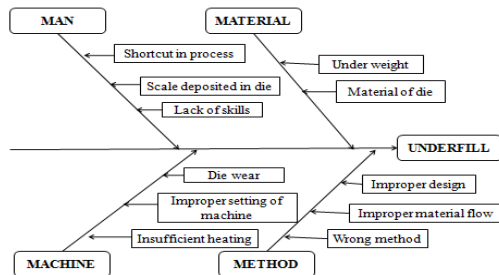 MAN
MATERIAL
Shortcut in process
Under weight
Scale deposited in die
Material of die
Lack of skills
UNDERFILL
Die wear
Improper design
Improper setting of
machine
Improper material flow
Insufficient heating
Wrong method
MACHINE
METHOD